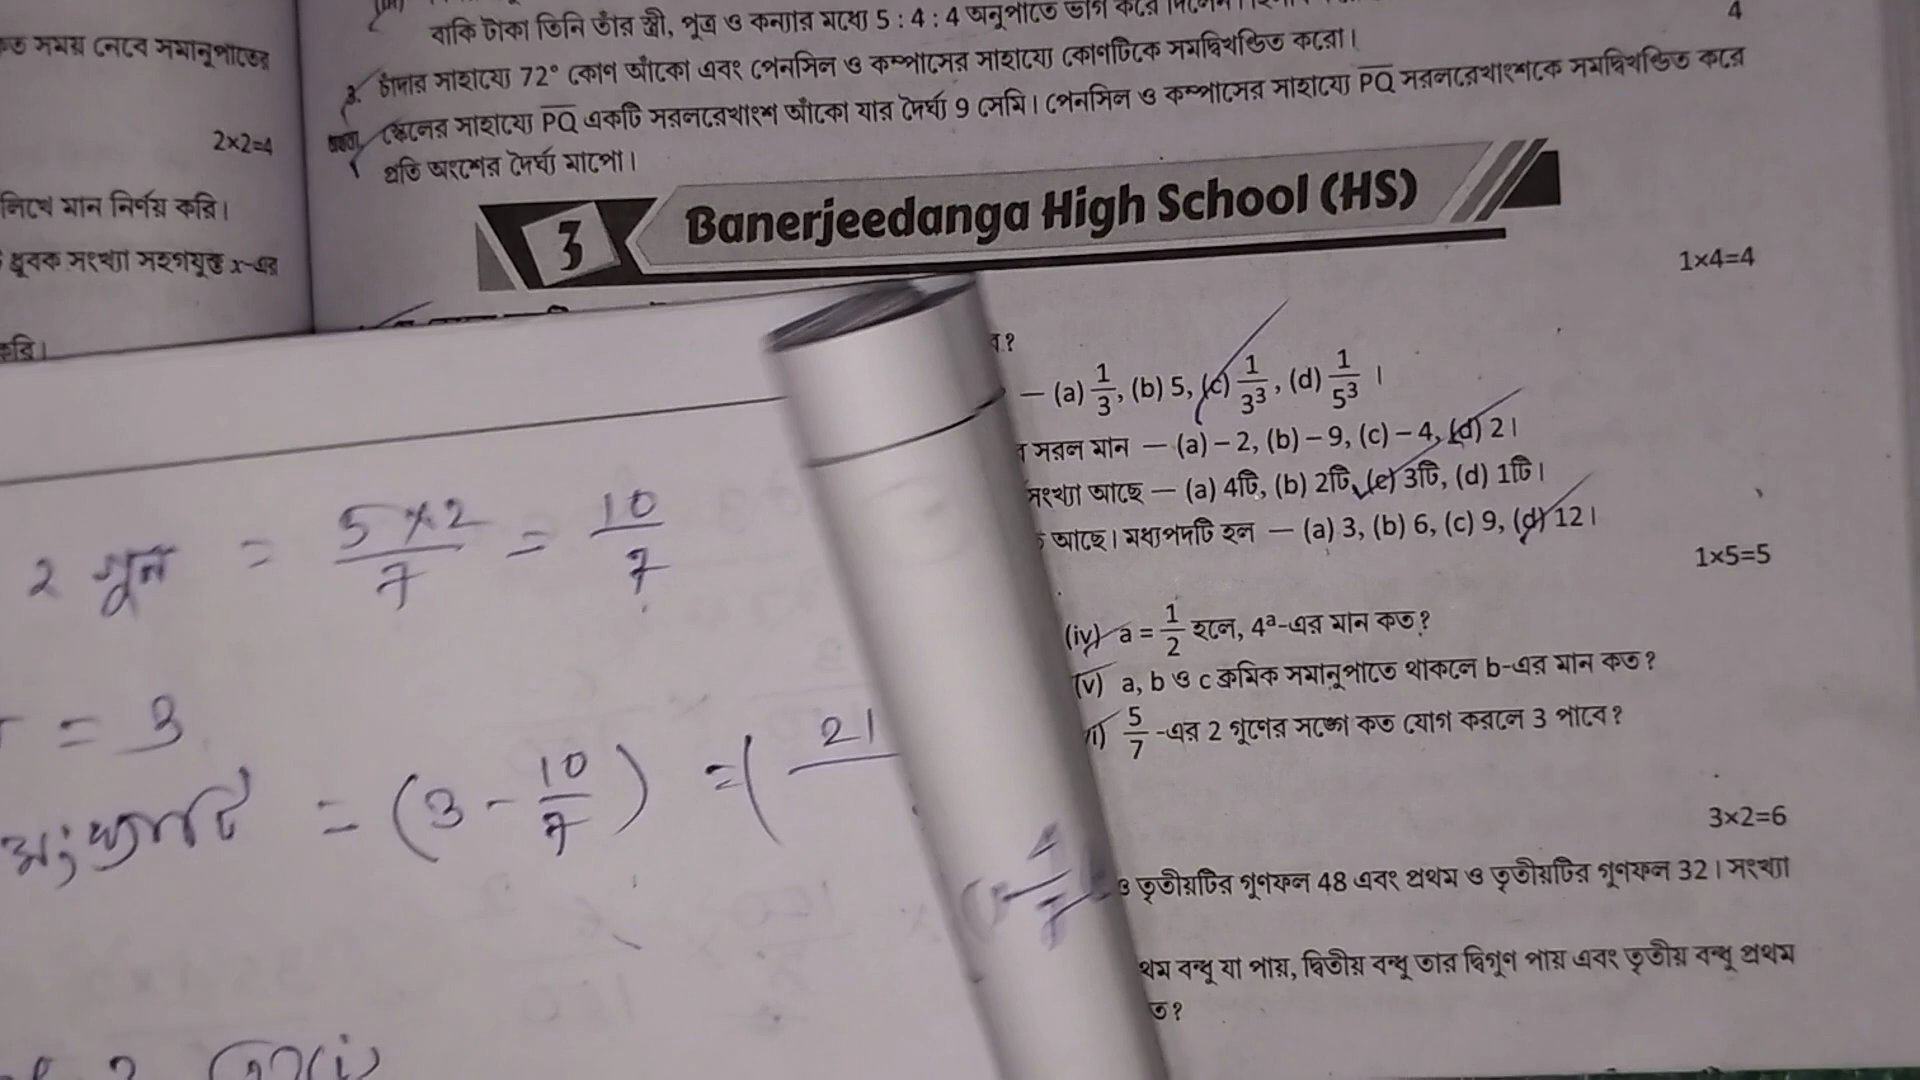 বাকি টাকা তিনি তাঁর স্ত্রী, পুত্র ও কন্যার মধ্যে 5 : 4 : 4 অনুপাতে ভাগ করে দিলেন।
4
ত সময় নেবে সমানুপাতের
3. চাঁদার সাহায্যে 72° কোণ আঁকো এবং পেনসিল ও কম্পাসের সাহায্যে কোণটিকে সমদ্বিখণ্ডিত করো।
2×2=4
স্কেলের সাহায্যে PQ একটি সরলরেখাংশ আঁকো যার দৈর্ঘ্য 9 সেমি। পেনসিল ও কম্পাসের সাহায্যে PQ সরলরেখাংশকে সমদ্বিখণ্ডিত করে
প্রতি অংশের দৈর্ঘ্য মাপো।
লিখে মান নির্ণয় করি।
3 Banerjeedanga High School (HS)
ধ্রুবক সংখ্যা সহগযুক্ত x-এর
1×4=4
করি।
ব?
— (a) 1/3, (b) 5, (c) 1/3³, (d) 1/5³ ।
সরল মান — (a) – 2, (b) – 9, (c) – 4, (d) 2।
সংখ্যা আছে — (a) 4টি, (b) 2টি, (c) 3টি, (d) 1টি।
আছে। মধ্যপদটি হল — (a) 3, (b) 6, (c) 9, (d) 12।
1×5=5
২ গুন = 5×2/7 = 10/7
(iv) a = 1/2 হলে, 4ᵃ-এর মান কত?
(v) a, b ও c ক্রমিক সমানুপাতে থাকলে b-এর মান কত?
5/7 -এর 2 গুণের সঙ্গে কত যোগ করলে 3 পাবে?
= 3
= (3 - 10/7) = ( 21
3×2=6
ও তৃতীয়টির গুণফল 48 এবং প্রথম ও তৃতীয়টির গুণফল 32। সংখ্যা
থম বন্ধু যা পায়, দ্বিতীয় বন্ধু তার দ্বিগুণ পায় এবং তৃতীয় বন্ধু প্রথম
ত?